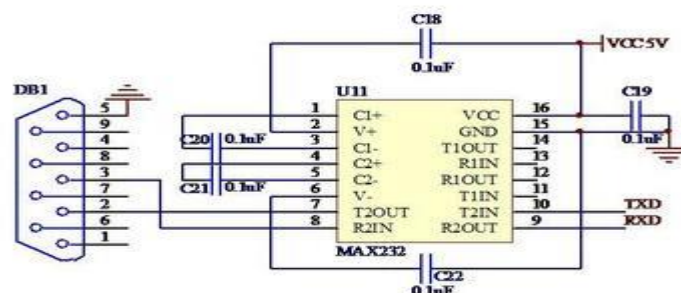 C18
0.1uF
VCC5V
DB1
5
9
4
8
3
7
2
6
1
U11
1 C1+ VCC 16
2 V+ GND 15
3 C1- T1OUT 14
4 C2+ R1IN 13
5 C2- R1OUT 12
6 V- T1IN 11
7 T2OUT T2IN 10
8 R2IN R2OUT 9
MAX232
C20 0.1uF
C21 0.1uF
C19
0.1uF
TXD
RXD
C22
0.1uF